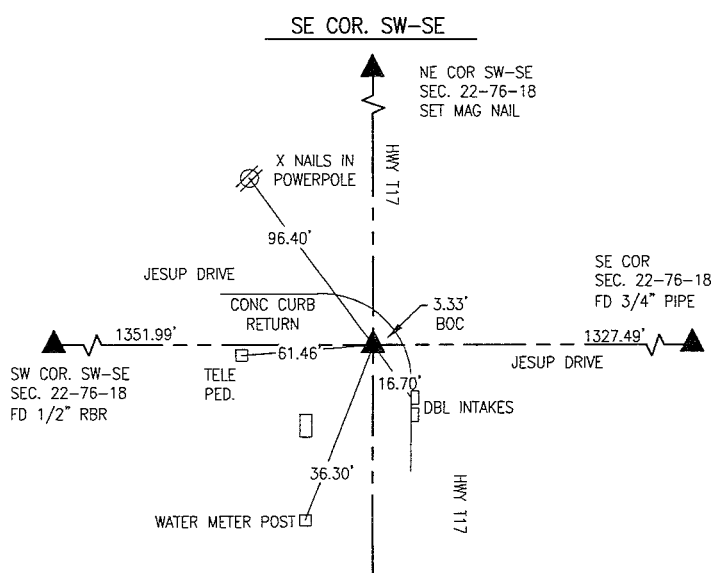 SE COR. SW-SE
NE COR SW-SE
SEC. 22-76-18
SET MAG NAIL
X NAILS IN
POWERPOLE
HWY T17
96.40'
JESUP DRIVE
CONC CURB
RETURN
3.33'
BOC
SE COR
SEC. 22-76-18
FD 3/4" PIPE
1351.99'
1327.49'
61.46'
JESUP DRIVE
SW COR. SW-SE
SEC. 22-76-18
FD 1/2" RBR
TELE
PED.
16.70'
DBL INTAKES
36.30'
HWY T17
WATER METER POST